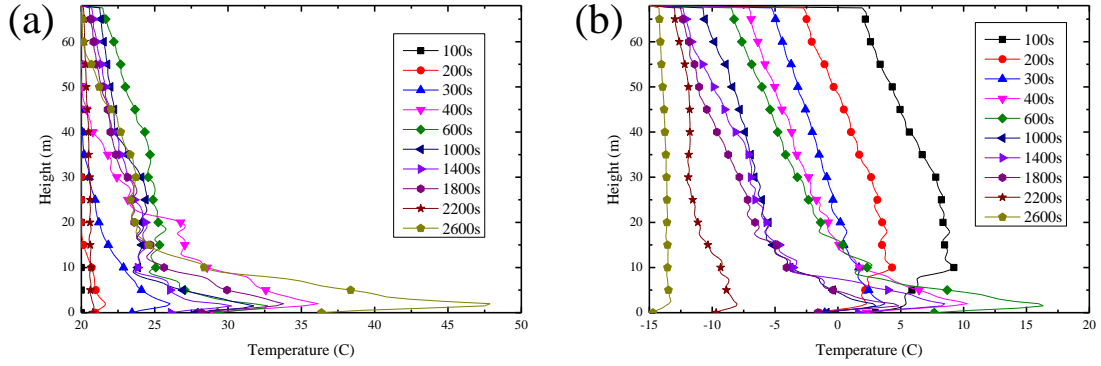 (a)
Height (m)
60
50
40
30
20
10
0
20 25 30 35 40 45 50
Temperature (C)
100s
200s
300s
400s
600s
1000s
1400s
1800s
2200s
2600s
(b)
Height (m)
60
50
40
30
20
10
0
-15 -10 -5 0 5 10 15 20
Temperature (C)
100s
200s
300s
400s
600s
1000s
1400s
1800s
2200s
2600s